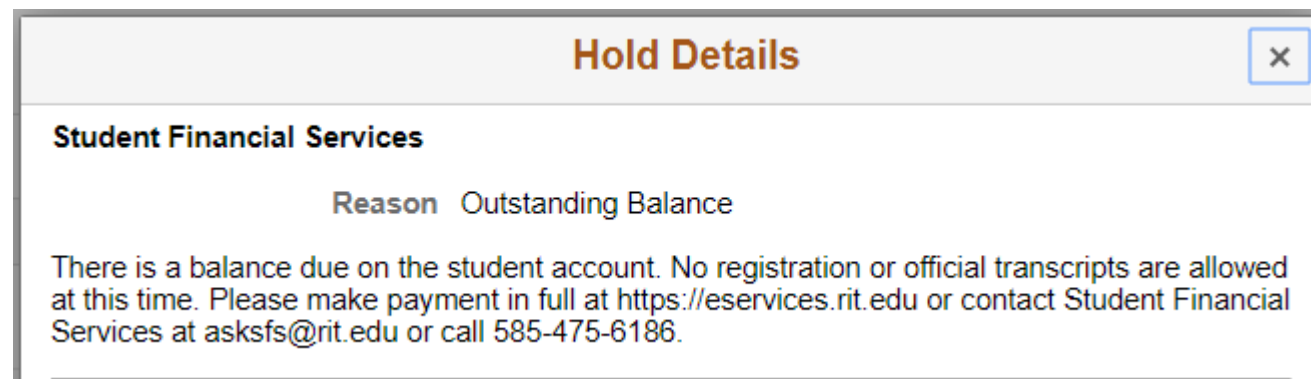 Hold Details
×
Student Financial Services
Reason Outstanding Balance
There is a balance due on the student account. No registration or official transcripts are allowed
at this time. Please make payment in full at https://eservices.rit.edu or contact Student Financial
Services at asksfs@rit.edu or call 585-475-6186.